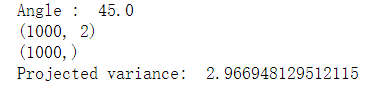 Angle :  45.0
(1000, 2)
(1000,)
Projected variance:  2.966948129512115